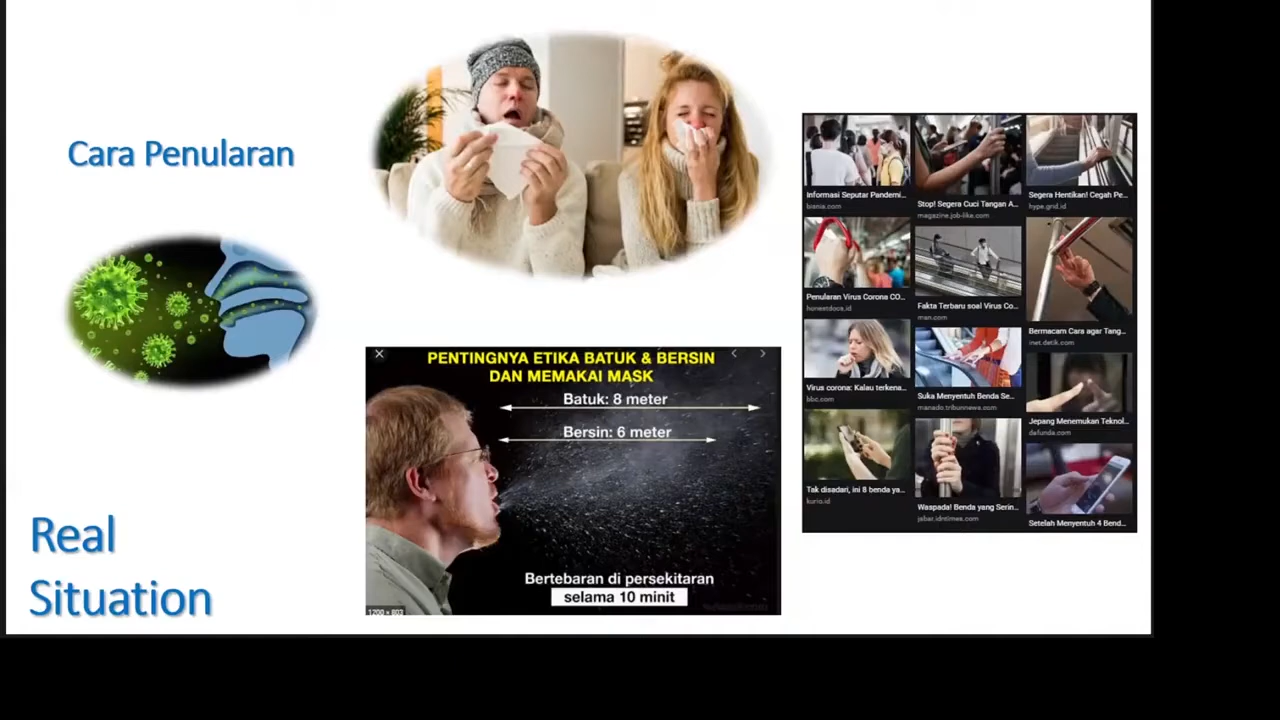 Cara Penularan
Real
Situation
PENTINGNYA ETIKA BATUK & BERSIN
DAN MEMAKAI MASK
Batuk: 8 meter
Bersin: 6 meter
Bertebaran di persekitaran
selama 10 minit
1200 × 803
Informasi Seputar Pandemi...
bisnis.com
Penularan Virus Corona CO...
honestdocs.id
Virus corona: Kalau terkena...
bbc.com
Tak disadari, ini 8 benda ya...
kurio.id
Stop! Segera Cuci Tangan A...
magazine.job-like.com
Fakta Terbaru soal Virus Co...
msn.com
Suka Menyentuh Benda Se...
manado.tribunnews.com
Waspada! Benda yang Serin...
jabar.idntimes.com
Segera Hentikan! Cegah Pe...
hype.grid.id
Bermacam Cara agar Tang...
inet.detik.com
Jepang Menemukan Teknol...
dafunda.com
Setelah Menyentuh 4 Bend...